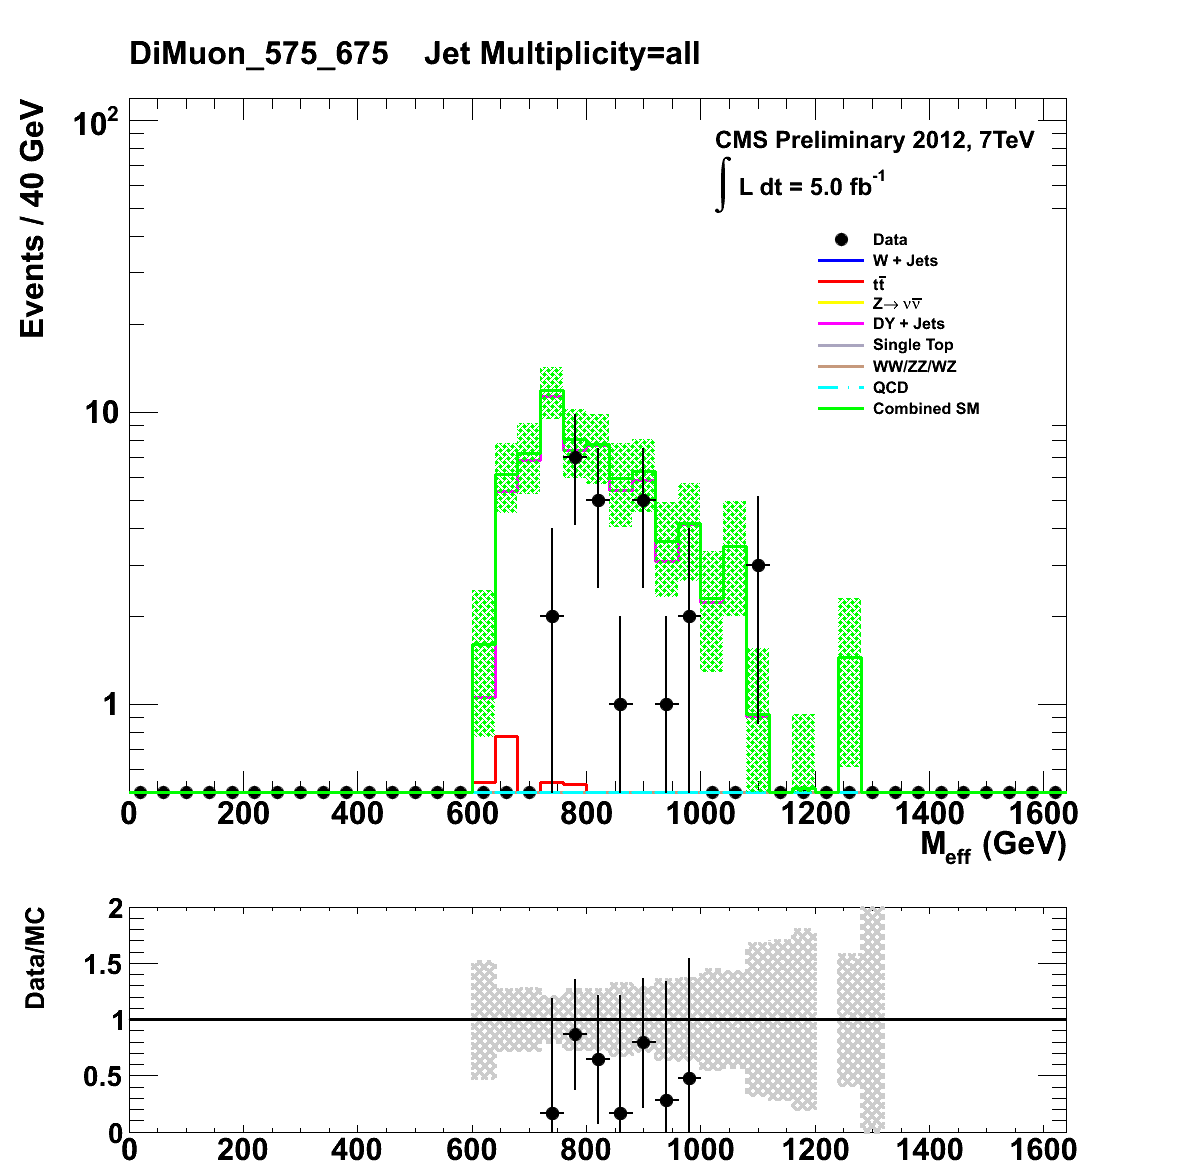 DiMuon_575_675 Jet Multiplicity=all
Events / 40 GeV
10²
10
1
CMS Preliminary 2012, 7TeV
∫ L dt = 5.0 fb⁻¹
Data
W + Jets
tt̅
Z→ νν̅
DY + Jets
Single Top
WW/ZZ/WZ
QCD
Combined SM
0 200 400 600 800 1000 1200 1400 1600
M_eff (GeV)
Data/MC
2
1.5
1
0.5
0
0 200 400 600 800 1000 1200 1400 1600